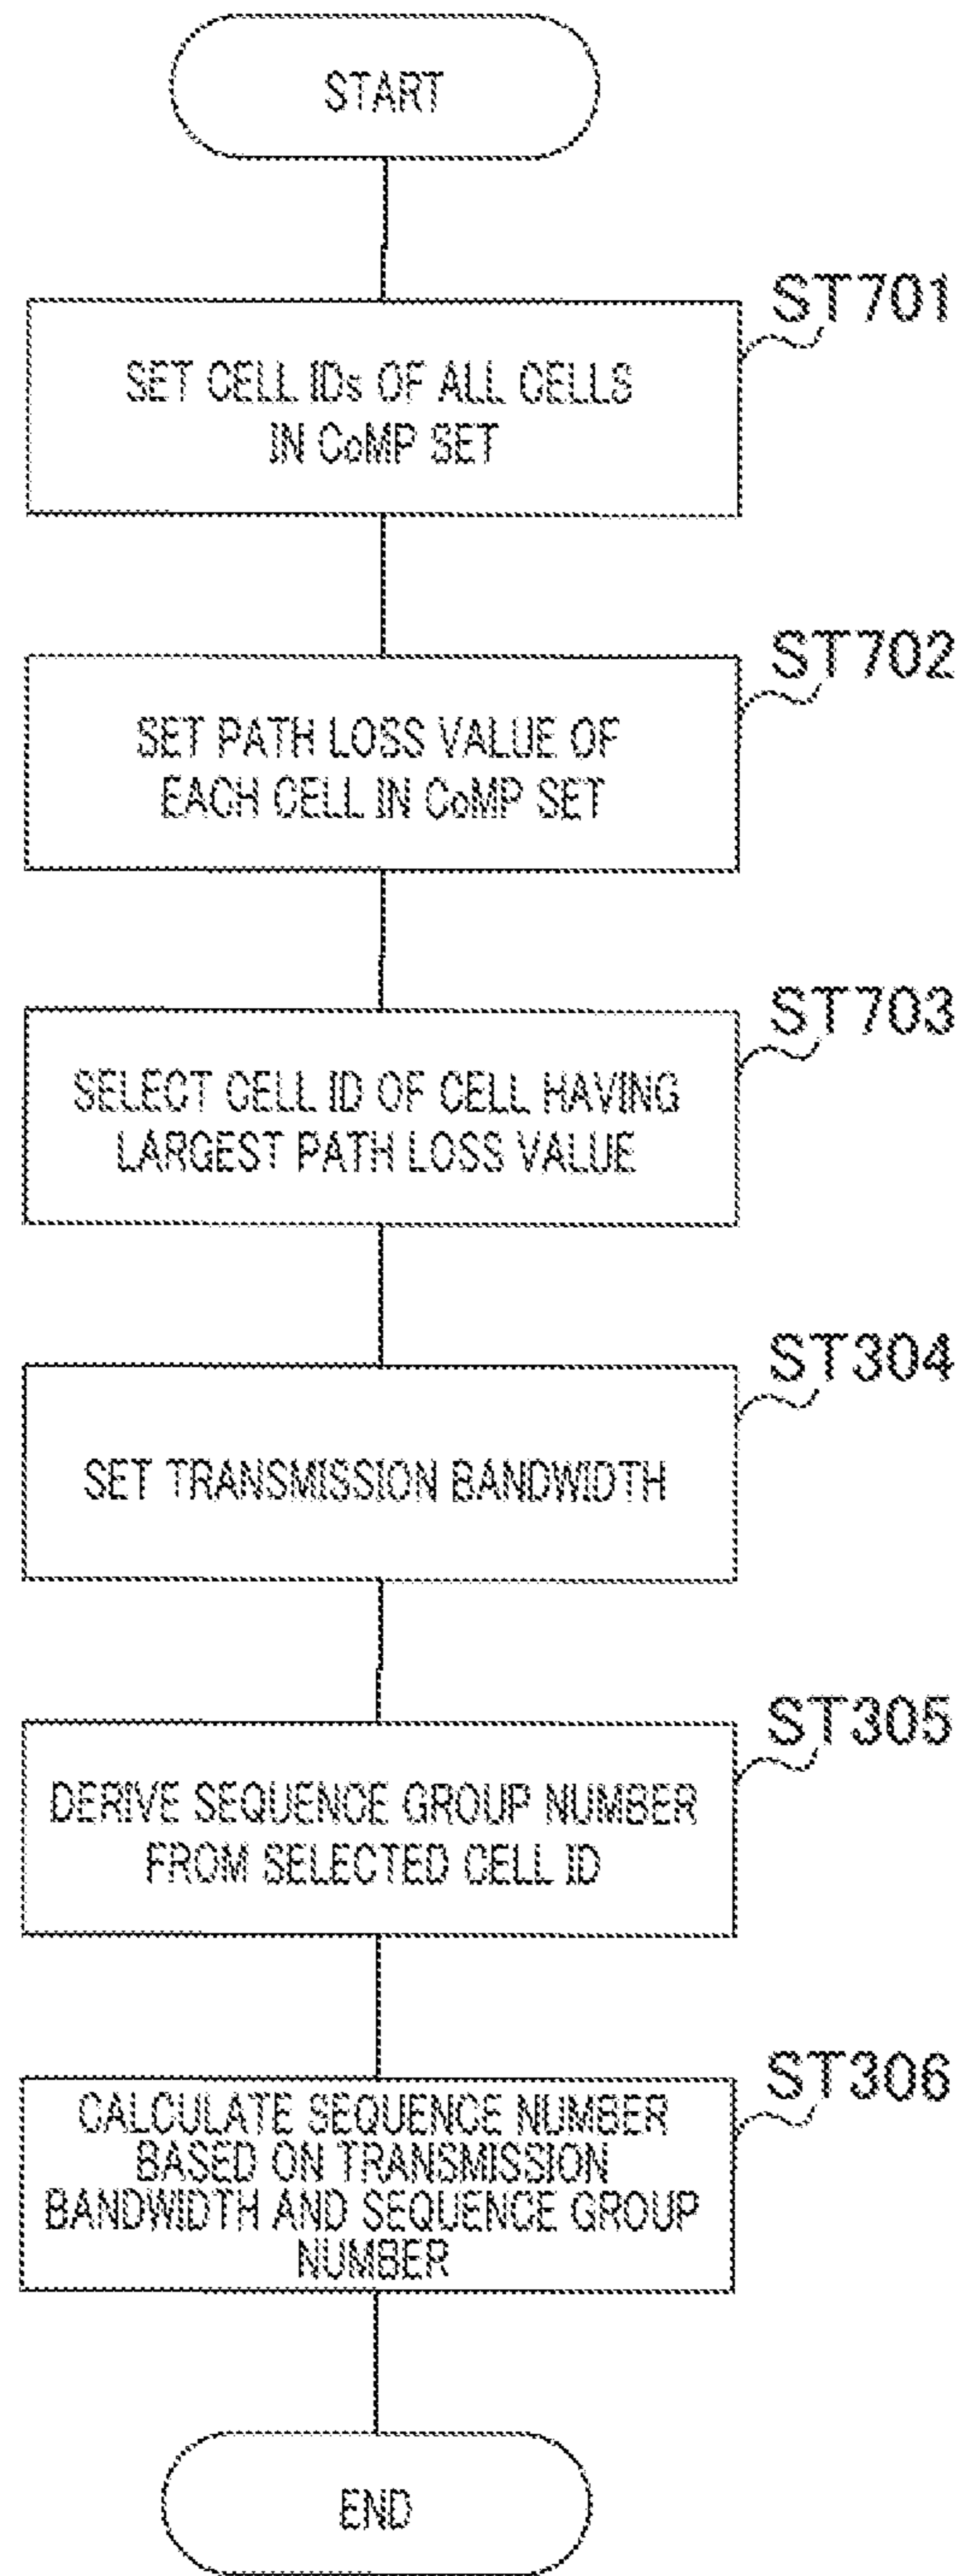 START
ST701
SET CELL IDs OF ALL CELLS
IN CoMP SET
ST702
SET PATH LOSS VALUE OF
EACH CELL IN CoMP SET
ST703
SELECT CELL ID OF CELL HAVING
LARGEST PATH LOSS VALUE
ST304
SET TRANSMISSION BANDWIDTH
ST305
DERIVE SEQUENCE GROUP NUMBER
FROM SELECTED CELL ID
ST306
CALCULATE SEQUENCE NUMBER
BASED ON TRANSMISSION
BANDWIDTH AND SEQUENCE GROUP
NUMBER
END